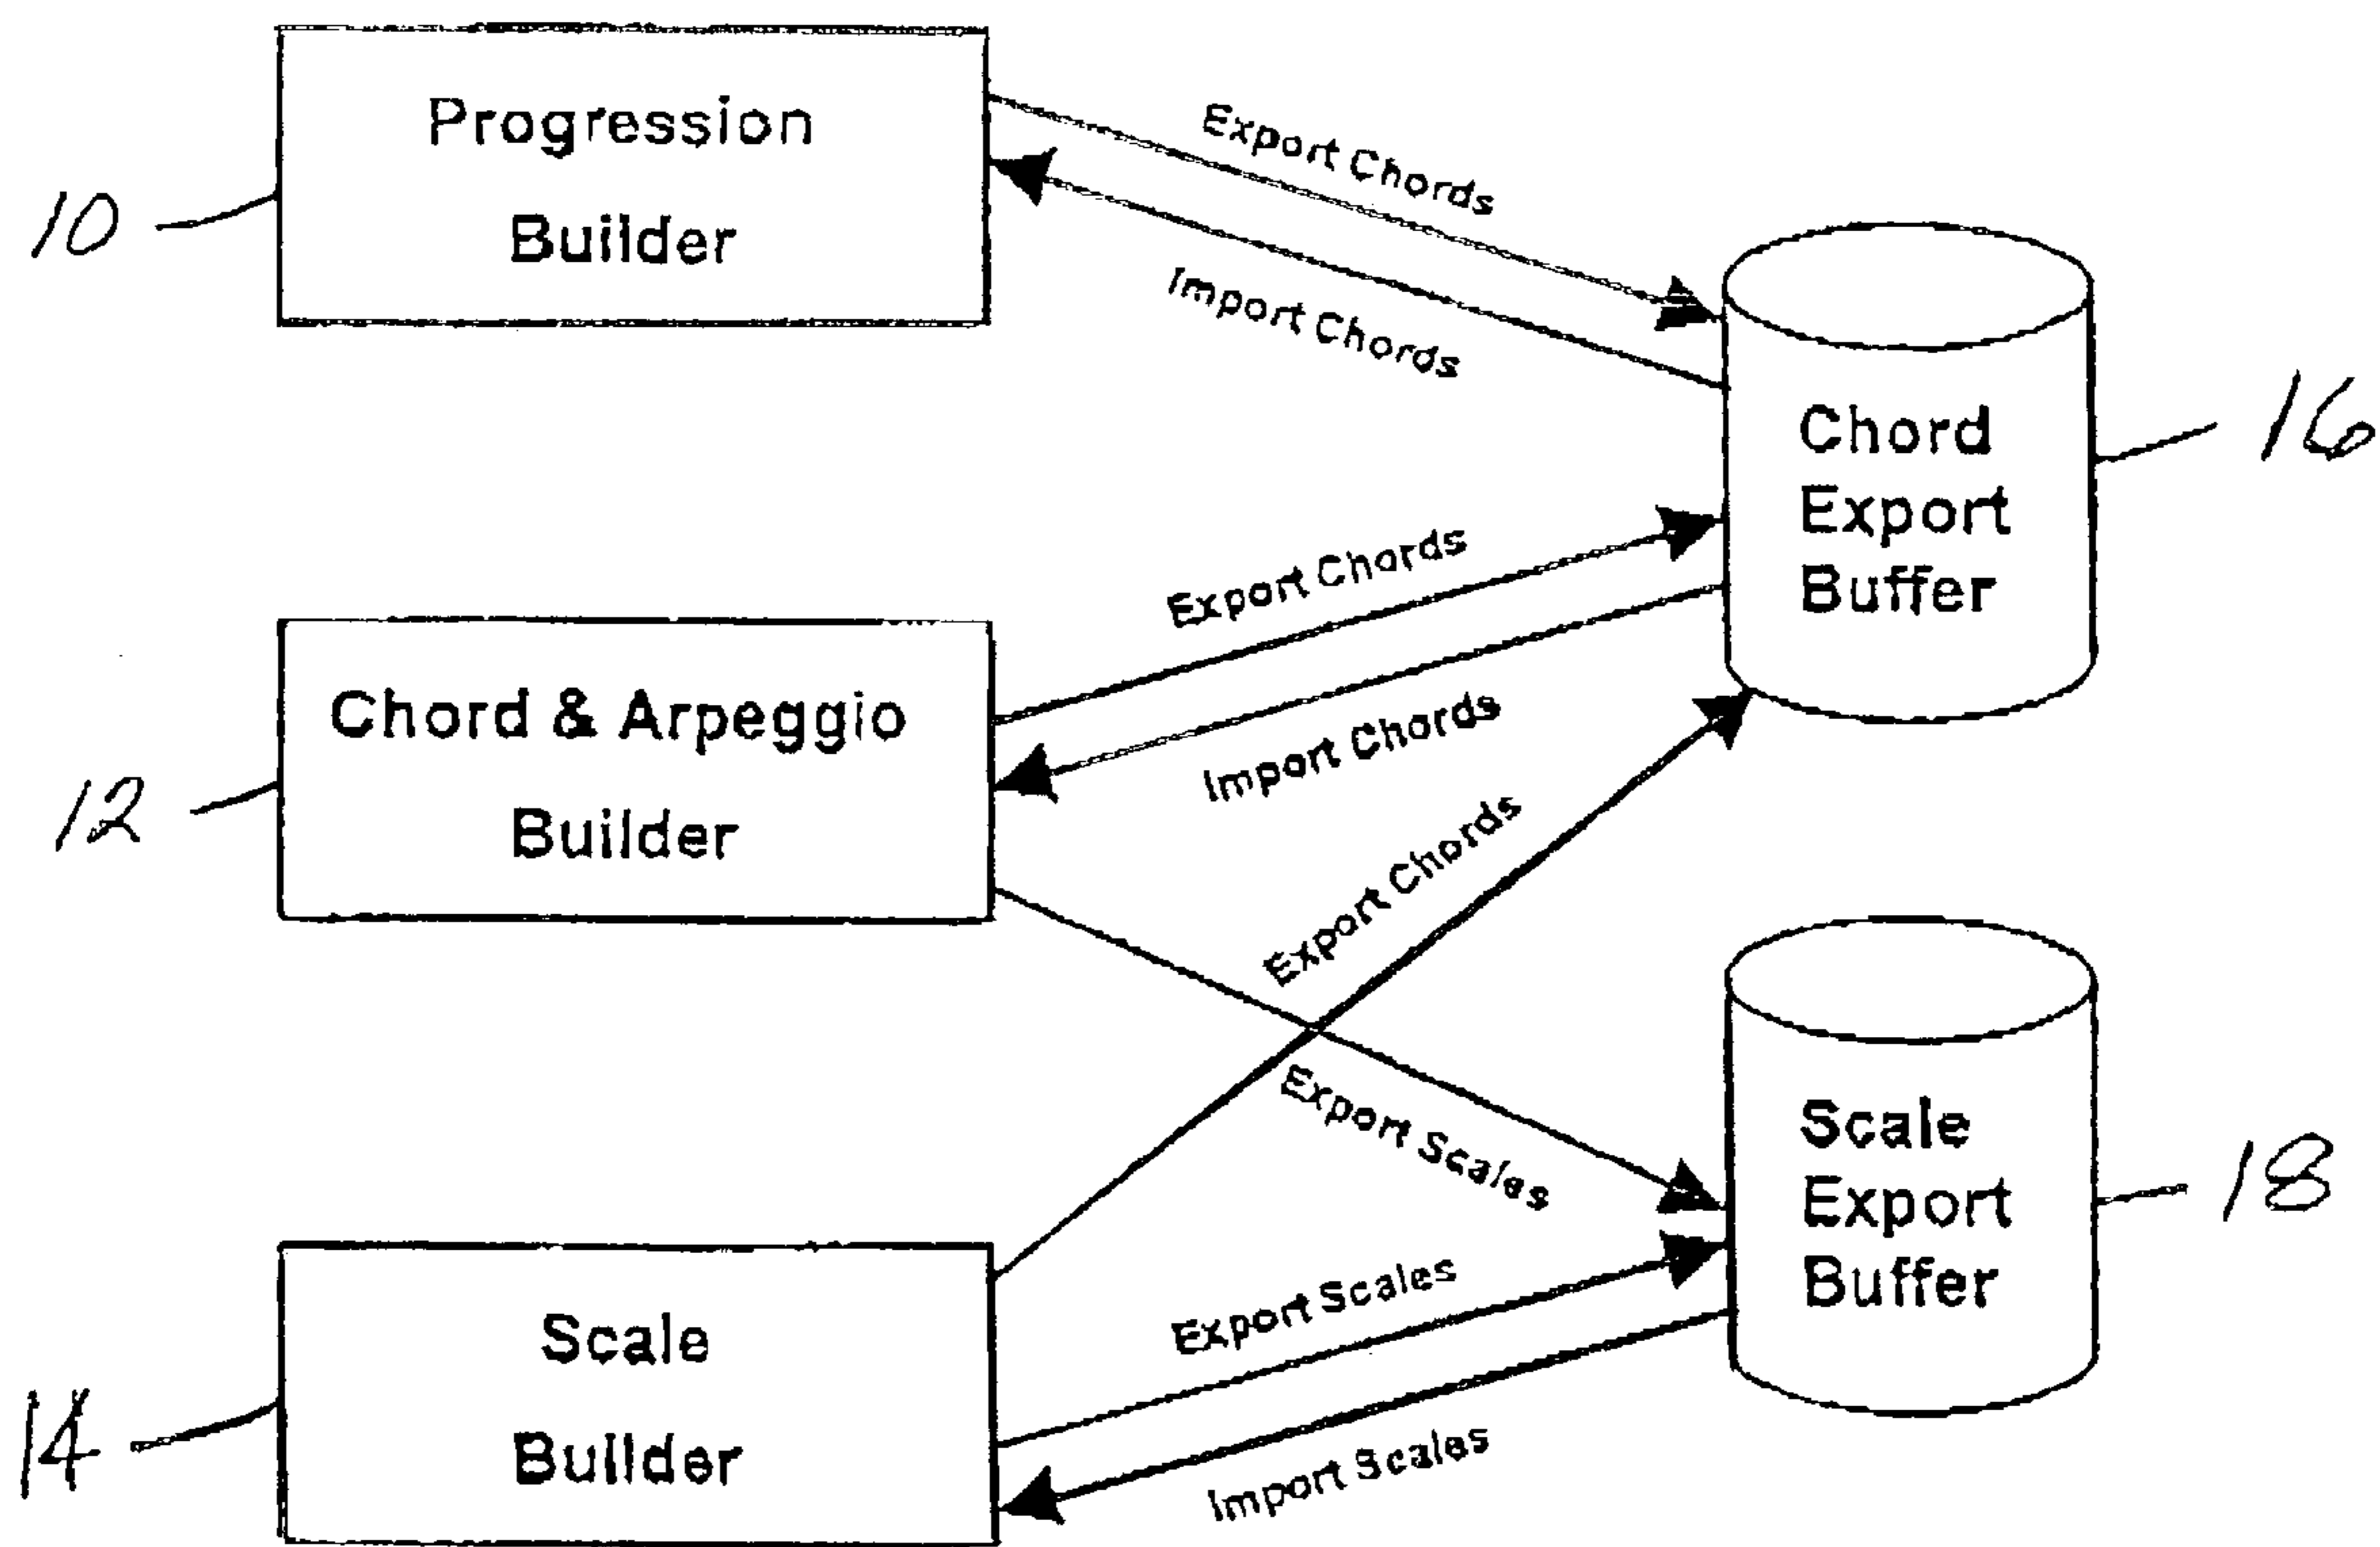 Progression
Builder
10
Export Chords
Import Chords
Chord
Export
Buffer
16
Export Chords
Import Chords
Chord & Arpeggio
Builder
12
Export Chords
Export Scales
Scale
Export
Buffer
18
Scale
Builder
14
Export Scales
Import Scales